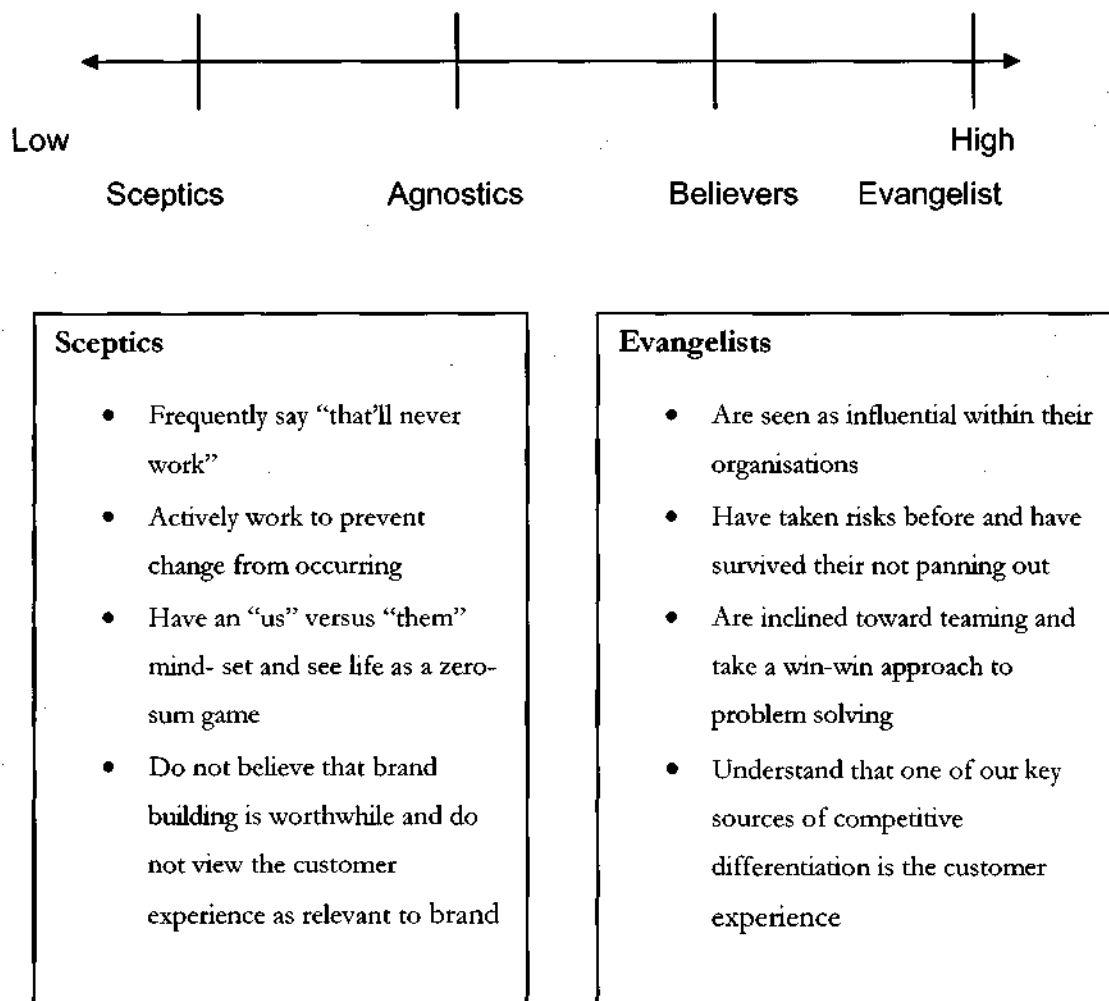 Low
High
Sceptics
Agnostics
Believers
Evangelist
Sceptics
• Frequently say “that’ll never
work”
• Actively work to prevent
change from occurring
• Have an “us” versus “them”
mind- set and see life as a zero-
sum game
• Do not believe that brand
building is worthwhile and do
not view the customer
experience as relevant to brand
Evangelists
• Are seen as influential within their
organisations
• Have taken risks before and have
survived their not panning out
• Are inclined toward teaming and
take a win-win approach to
problem solving
• Understand that one of our key
sources of competitive
differentiation is the customer
experience